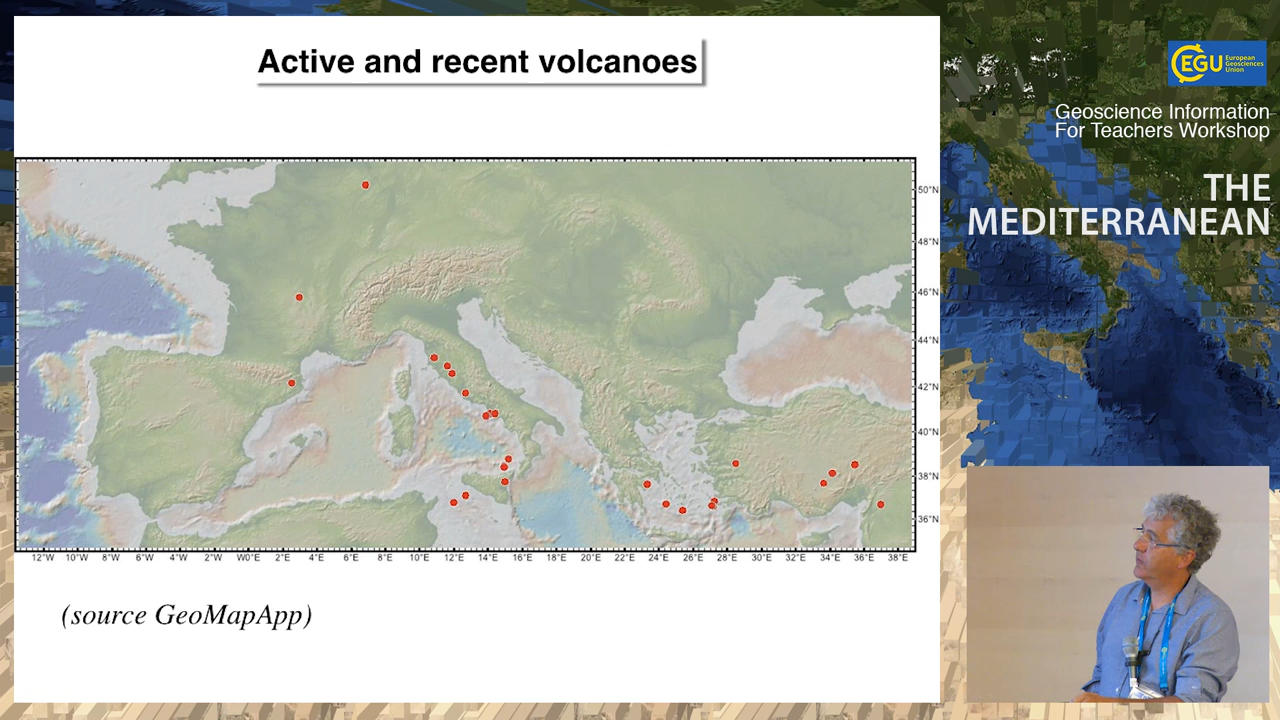 Active and recent volcanoes
50°N
48°N
46°N
44°N
42°N
40°N
38°N
36°N
12°W 10°W 8°W 6°W 4°W 2°W W0°E 2°E 4°E 6°E 8°E 10°E 12°E 14°E 16°E 18°E 20°E 22°E 24°E 26°E 28°E 30°E 32°E 34°E 36°E 38°E
(source GeoMapApp)
EGU European
Geosciences
Union
Geoscience Information
For Teachers Workshop
THE
MEDITERRANEAN